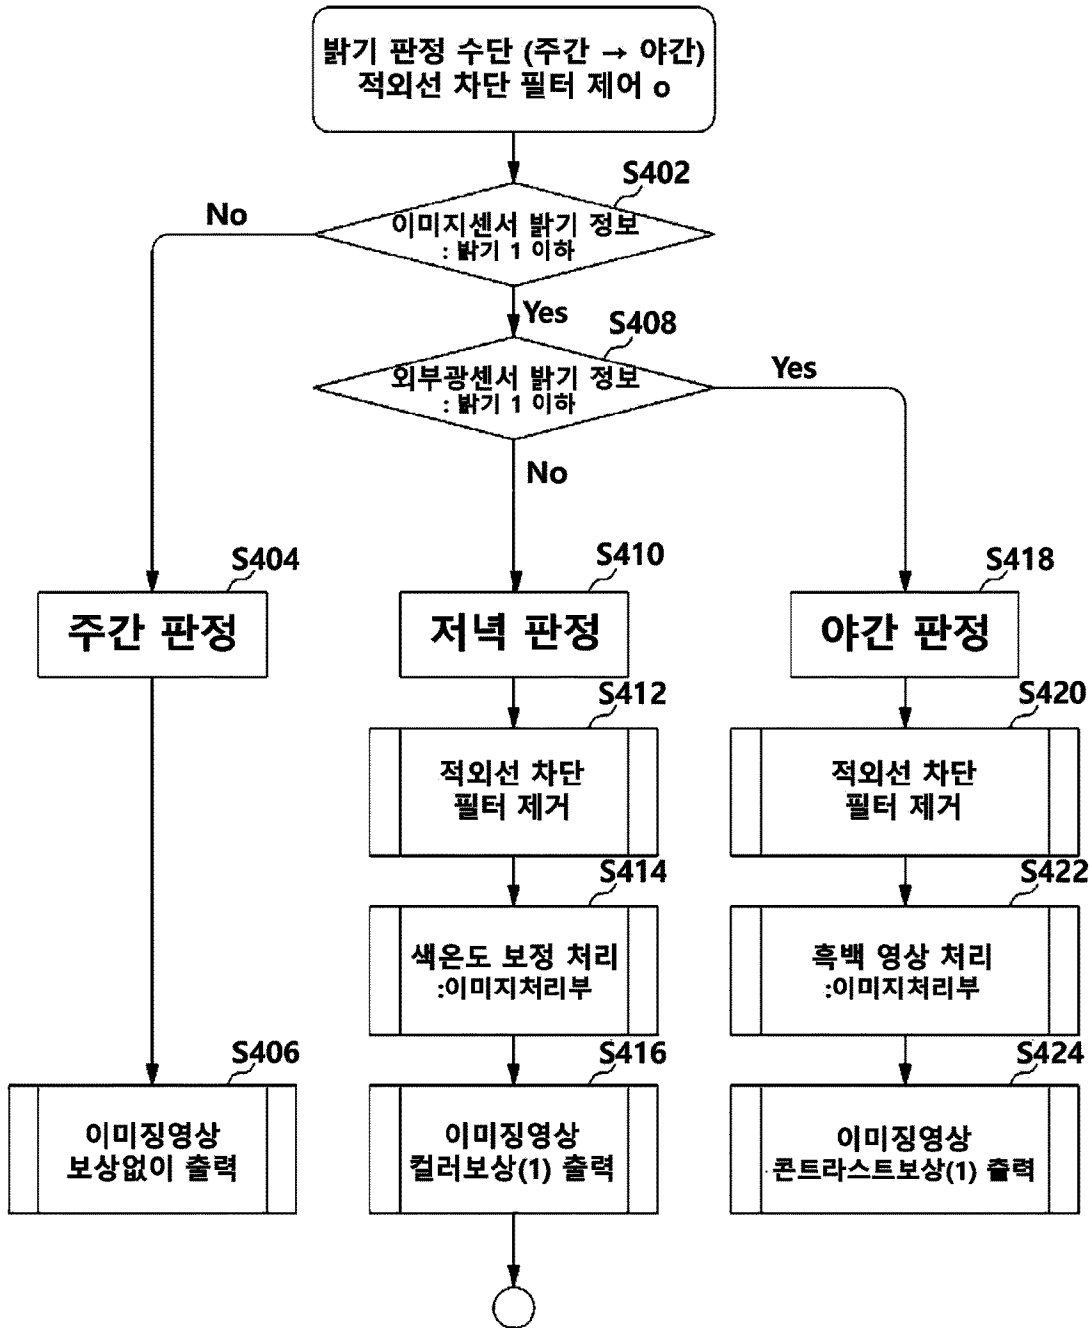 밝기 판정 수단 (주간 → 야간)
적외선 차단 필터 제어 o
S402
No
이미지센서 밝기 정보
: 밝기 1 이하
Yes
S408
외부광센서 밝기 정보
: 밝기 1 이하
Yes
No
S404
주간 판정
S410
저녁 판정
S418
야간 판정
S412
적외선 차단
필터 제거
S420
적외선 차단
필터 제거
S414
색온도 보정 처리
:이미지처리부
S422
흑백 영상 처리
:이미지처리부
S406
이미징영상
보상없이 출력
S416
이미징영상
컬러보상(1) 출력
S424
이미징영상
콘트라스트보상(1) 출력